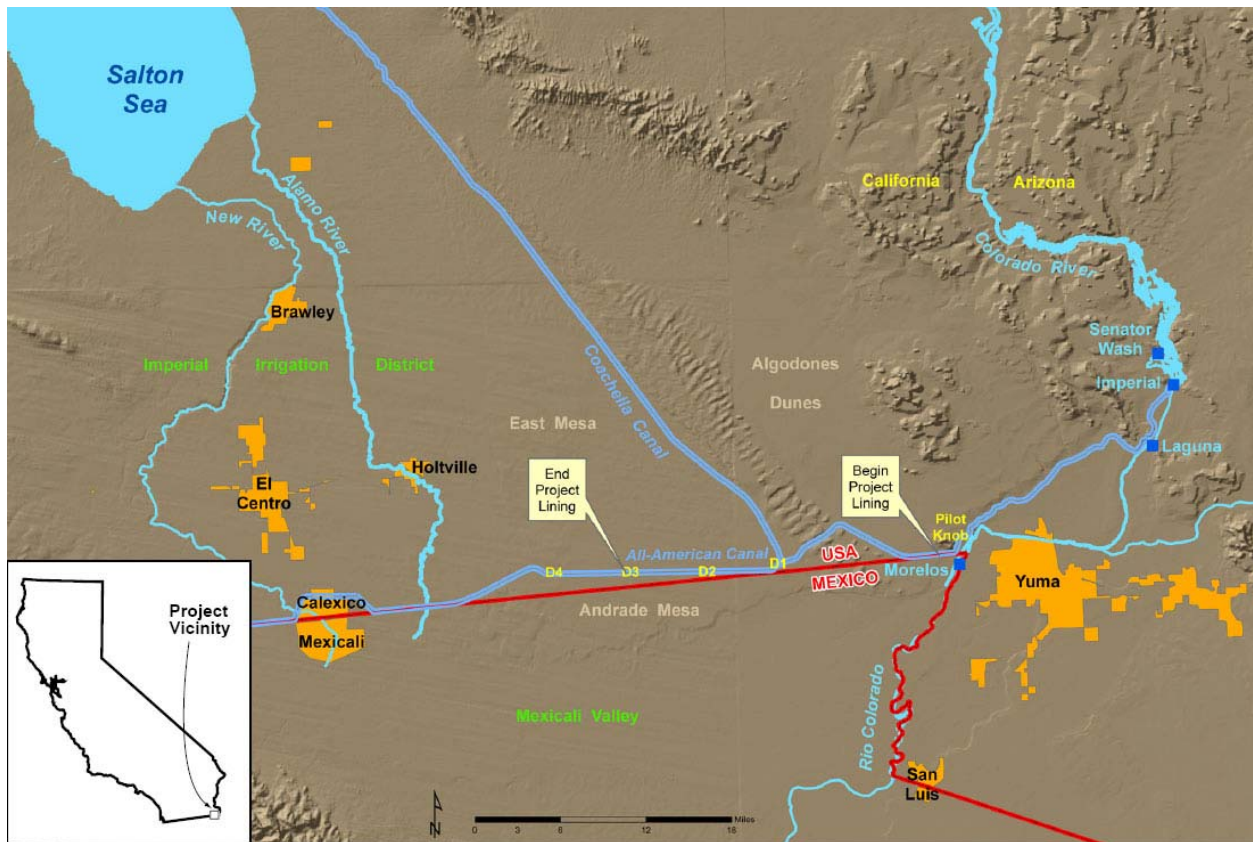 Salton
Sea
Alamo River
New River
Brawley
Imperial Irrigation District
El
Centro
Holtville
Calexico
Mexicali
East Mesa
Coachella Canal
Algodones
Dunes
California
Arizona
Colorado River
Senator
Wash
Imperial
Laguna
End
Project
Lining
Begin
Project
Lining
Pilot
Knob
All-American Canal
D4
D3
D2
D1
USA
MEXICO
Morelos
Yuma
Andrade Mesa
Mexicali Valley
Rio Colorado
San
Luis
Project
Vicinity
N
0 3 6 12 18
Miles